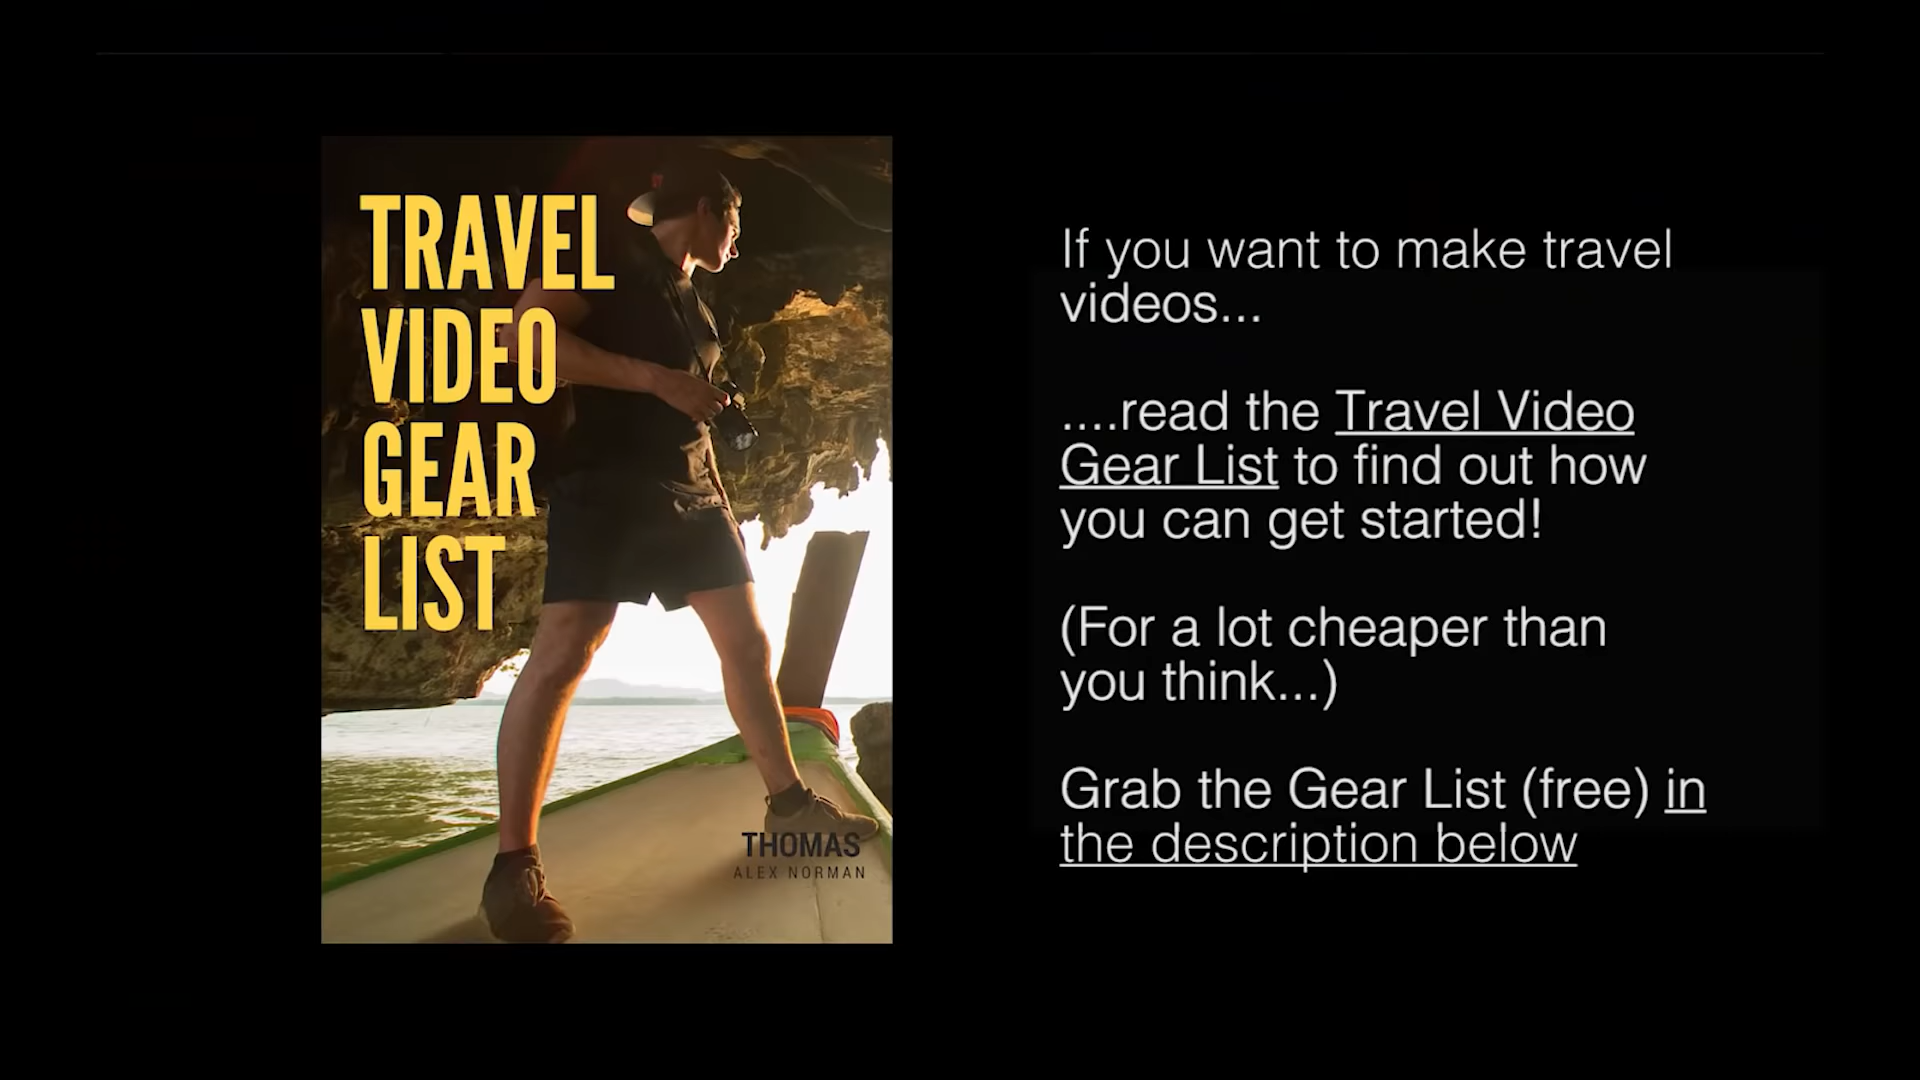 TRAVEL
VIDEO
GEAR
LIST
THOMAS
ALEX NORMAN
If you want to make travel
videos...
....read the Travel Video
Gear List to find out how
you can get started!
(For a lot cheaper than
you think...)
Grab the Gear List (free) in
the description below